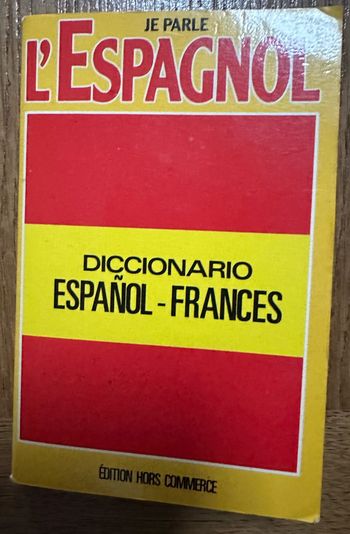 JE PARLE
L'ESPAGNOL
DICCIONARIO
ESPAÑOL - FRANCES
ÉDITION HORS COMMERCE